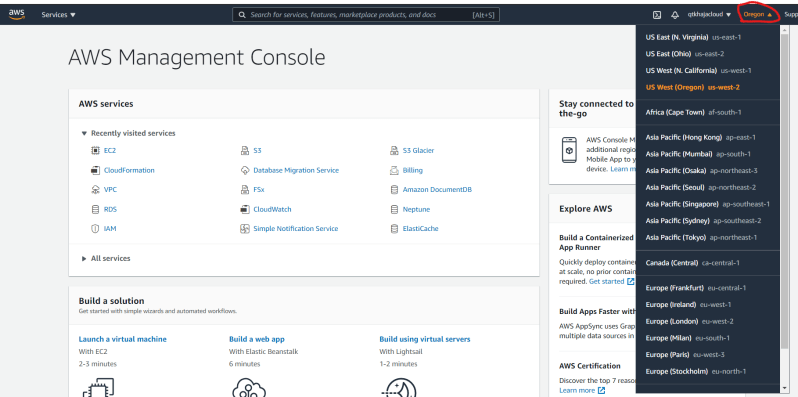 aws
Services ▼
Search for services, features, marketplace products, and docs
[Alt+S]
qtkhajacloud ▼
Oregon ▲
Supp
AWS Management Console
AWS services
▼ Recently visited services
EC2
S3
S3 Glacier
CloudFormation
Database Migration Service
Billing
VPC
FSx
Amazon DocumentDB
RDS
CloudWatch
Neptune
IAM
Simple Notification Service
ElastiCache
▶ All services
Build a solution
Get started with simple wizards and automated workflows.
Launch a virtual machine
With EC2
2-3 minutes
Build a web app
With Elastic Beanstalk
6 minutes
Build using virtual servers
With Lightsail
1-2 minutes
Stay connected to
the-go
AWS Console M
additional regio
Mobile App to y
device. Learn m
Explore AWS
Build a Containerized
App Runner
Quickly deploy container
at scale, no prior contain
required. Get started
Build Apps Faster with
AWS AppSync uses Grap
multiple data sources in
AWS Certification
Discover the top 7 reaso
Learn more
US East (N. Virginia) us-east-1
US East (Ohio) us-east-2
US West (N. California) us-west-1
US West (Oregon) us-west-2
Africa (Cape Town) af-south-1
Asia Pacific (Hong Kong) ap-east-1
Asia Pacific (Mumbai) ap-south-1
Asia Pacific (Osaka) ap-northeast-3
Asia Pacific (Seoul) ap-northeast-2
Asia Pacific (Singapore) ap-southeast-1
Asia Pacific (Sydney) ap-southeast-2
Asia Pacific (Tokyo) ap-northeast-1
Canada (Central) ca-central-1
Europe (Frankfurt) eu-central-1
Europe (Ireland) eu-west-1
Europe (London) eu-west-2
Europe (Milan) eu-south-1
Europe (Paris) eu-west-3
Europe (Stockholm) eu-north-1